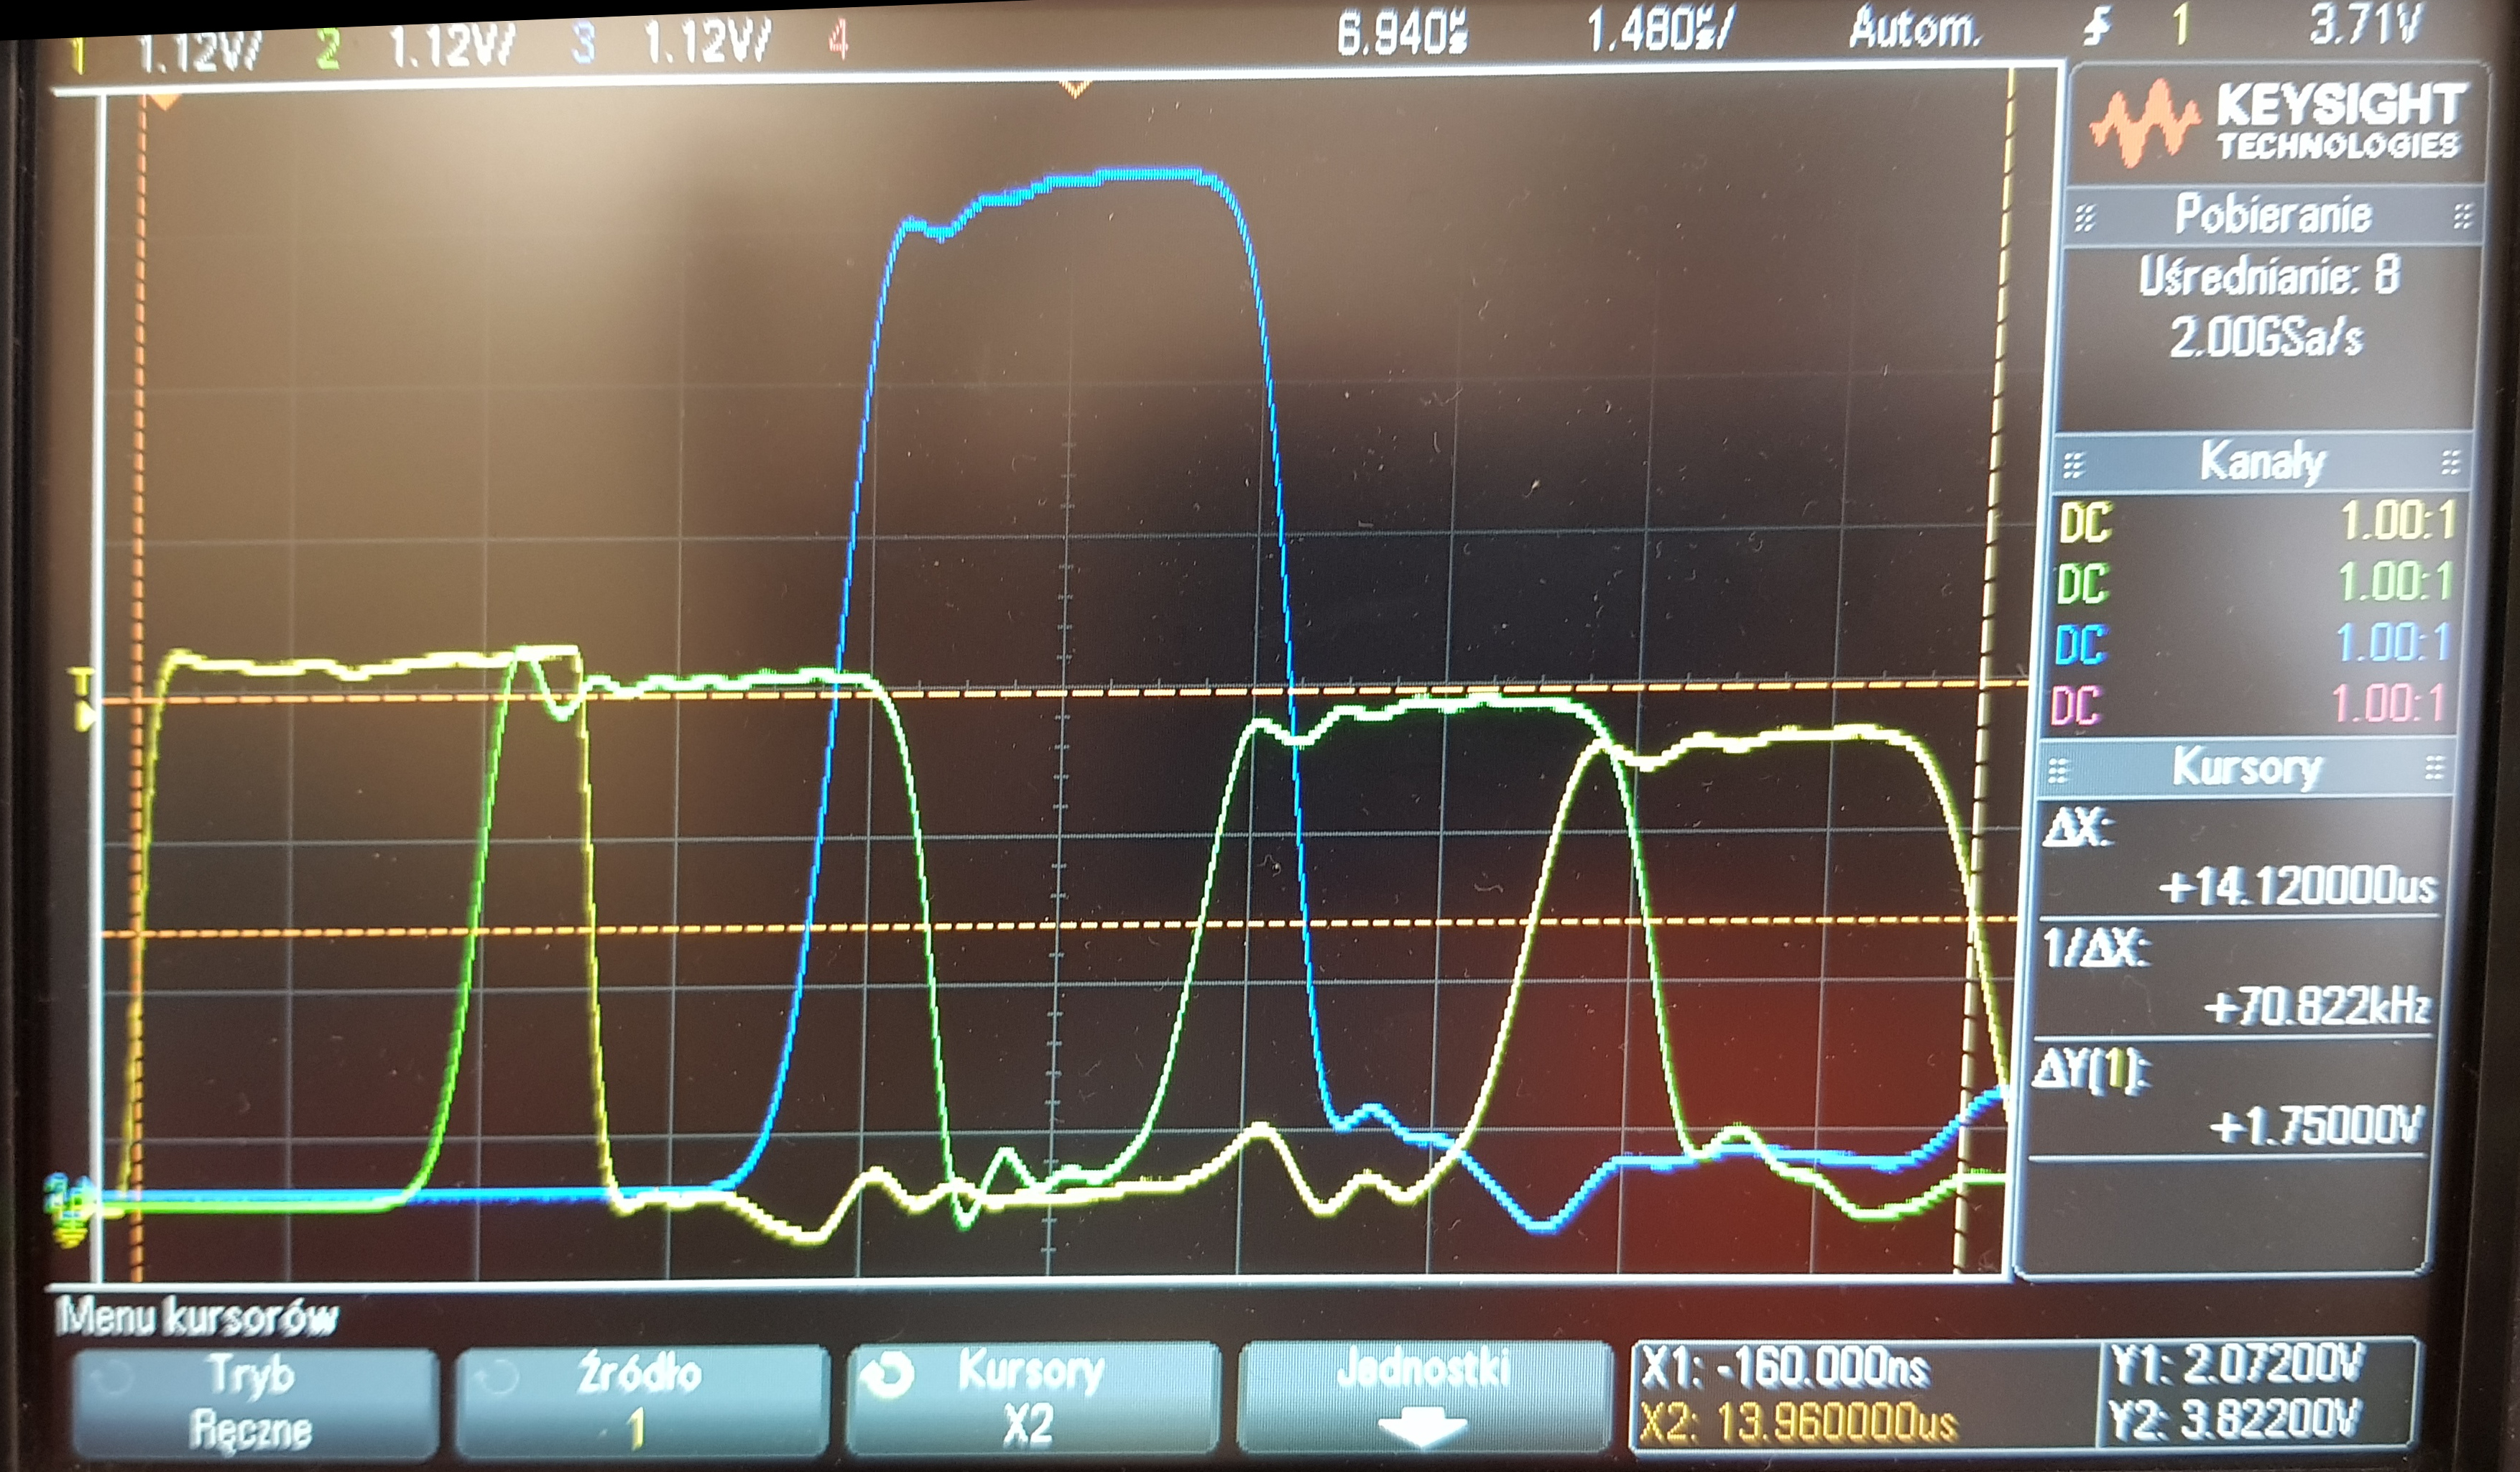 1 1.12V/ 2 1.12V/ 3 1.12V/ 4 6.940µs 1.480µs/ Autom. 1 3.71V
KEYSIGHT
TECHNOLOGIES
Pobieranie
Uśrednianie: 8
2.00GSa/s
Kanały
DC 1.00:1
DC 1.00:1
DC 1.00:1
DC 1.00:1
Kursory
ΔX:
+14.120000us
1/ΔX:
+70.822kHz
ΔY(1):
+1.75000V
T
Menu kursorów
Tryb
Ręczne
Źródło
1
Kursory
X2
Jednostki
X1: -160.000ns
X2: 13.960000us
Y1: 2.07200V
Y2: 3.82200V